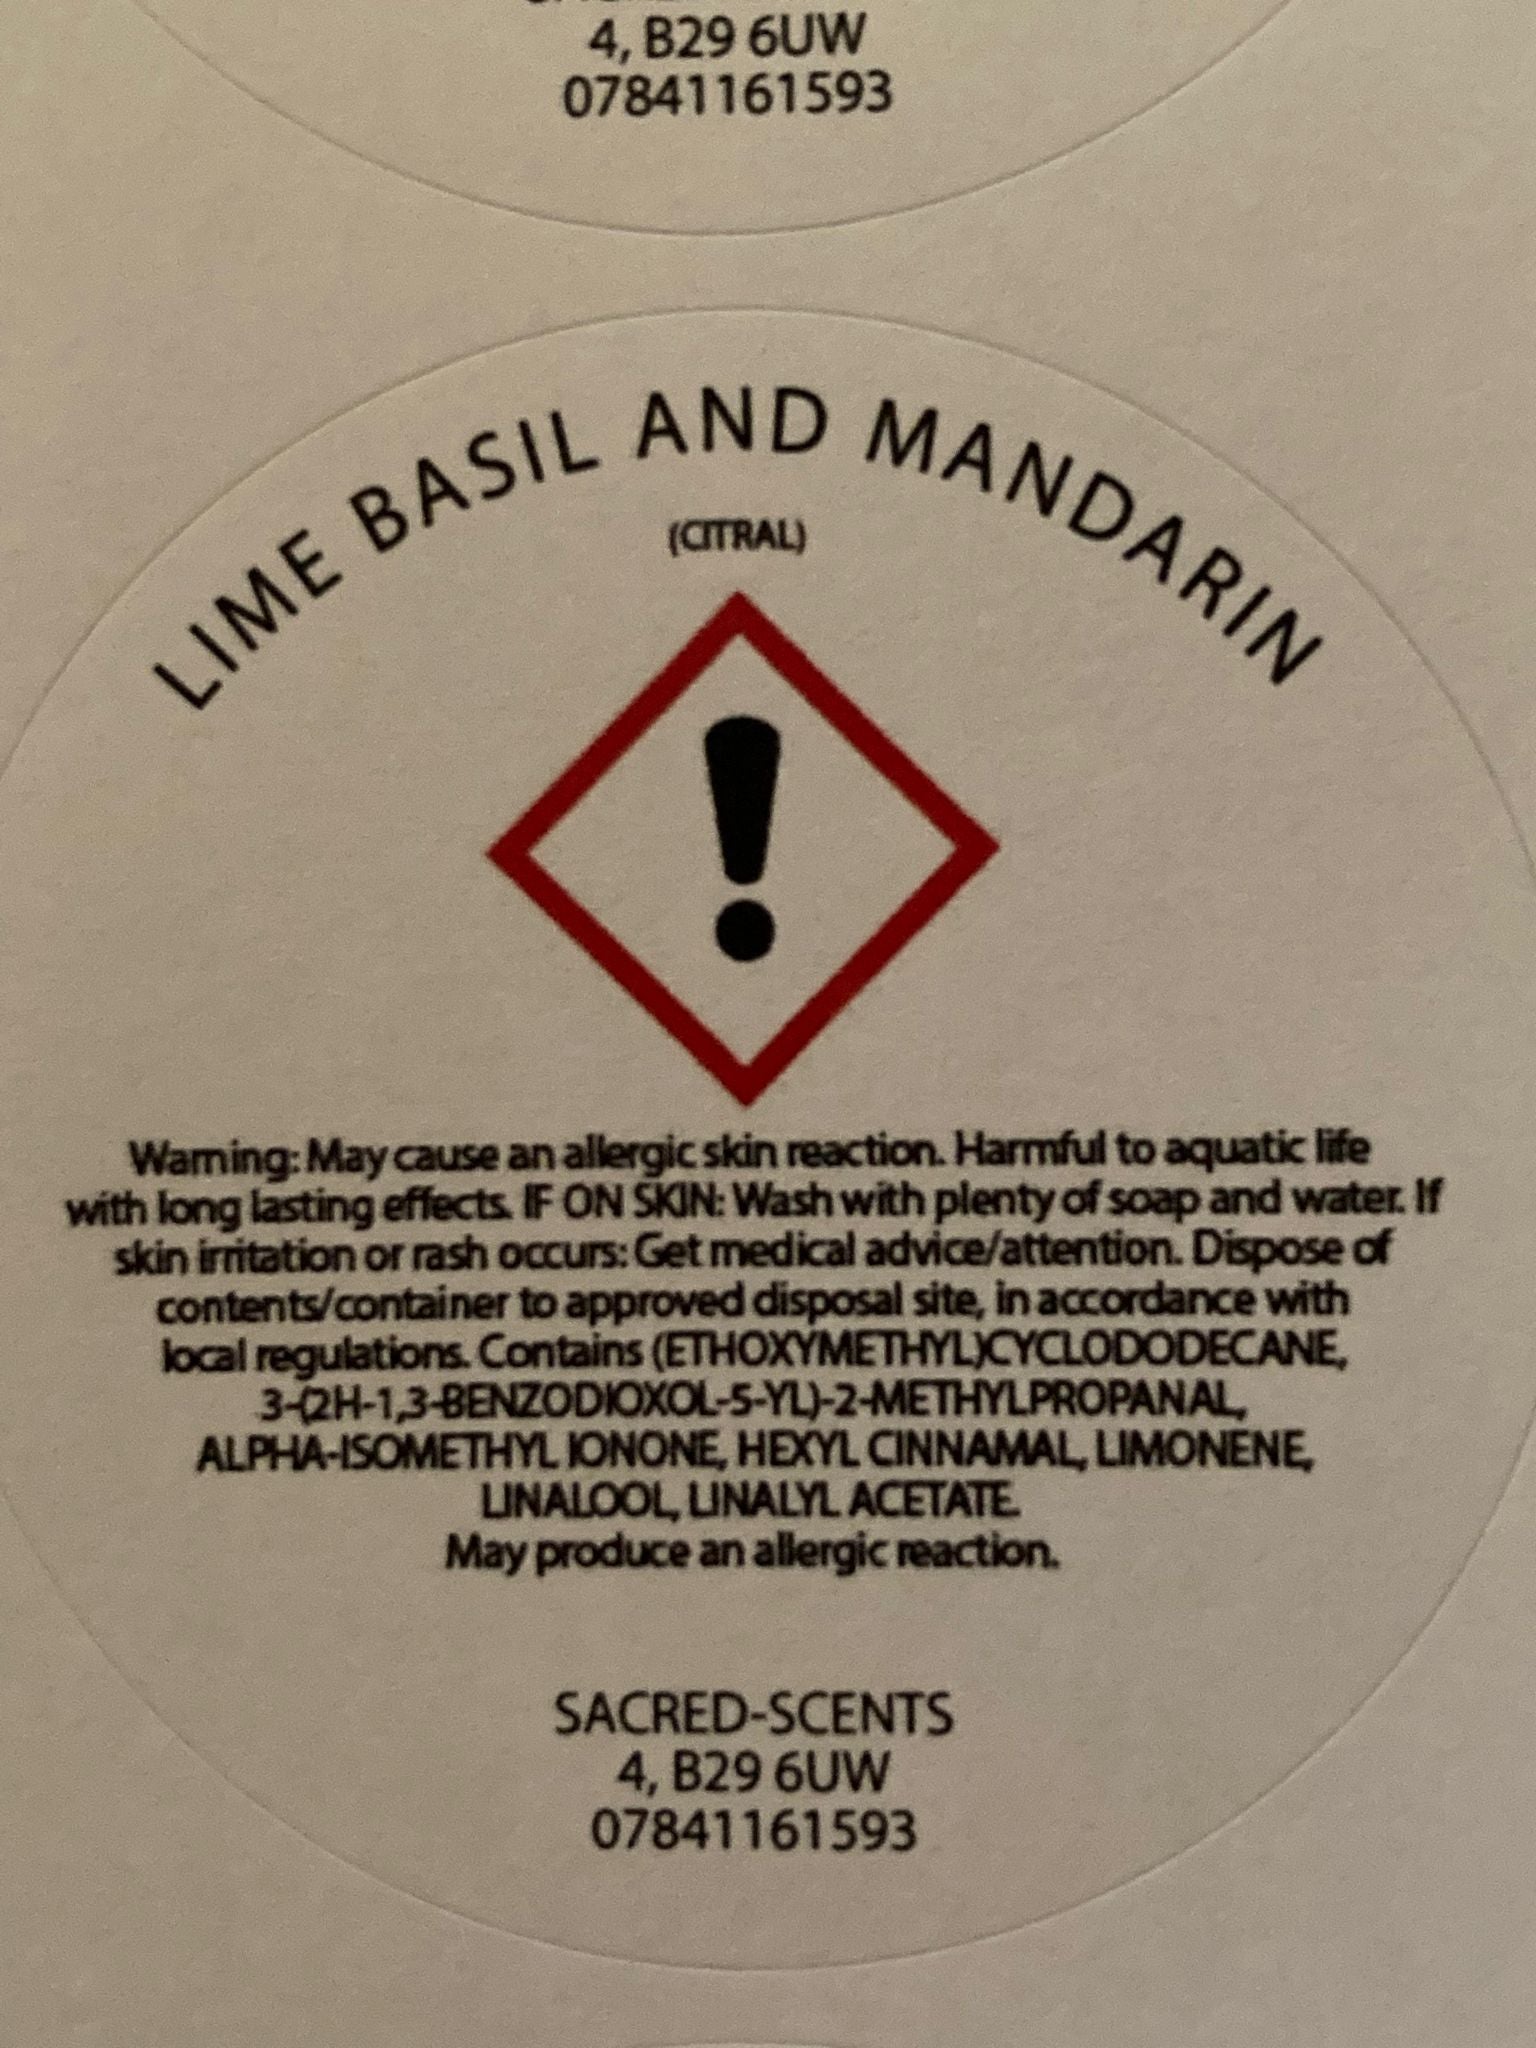 4, B29 6UW
07841161593
LIME BASIL AND MANDARIN
(CITRAL)
!
Warning: May cause an allergic skin reaction. Harmful to aquatic life
with long lasting effects. IF ON SKIN: Wash with plenty of soap and water. If
skin irritation or rash occurs: Get medical advice/attention. Dispose of
contents/container to approved disposal site, in accordance with
local regulations. Contains (ETHOXYMETHYL)CYCLODODECANE,
3-(2H-1,3-BENZODIOXOL-5-YL)-2-METHYLPROPANAL,
ALPHA-ISOMETHYL IONONE, HEXYL CINNAMAL, LIMONENE,
LINALOOL, LINALYL ACETATE.
May produce an allergic reaction.
SACRED-SCENTS
4, B29 6UW
07841161593